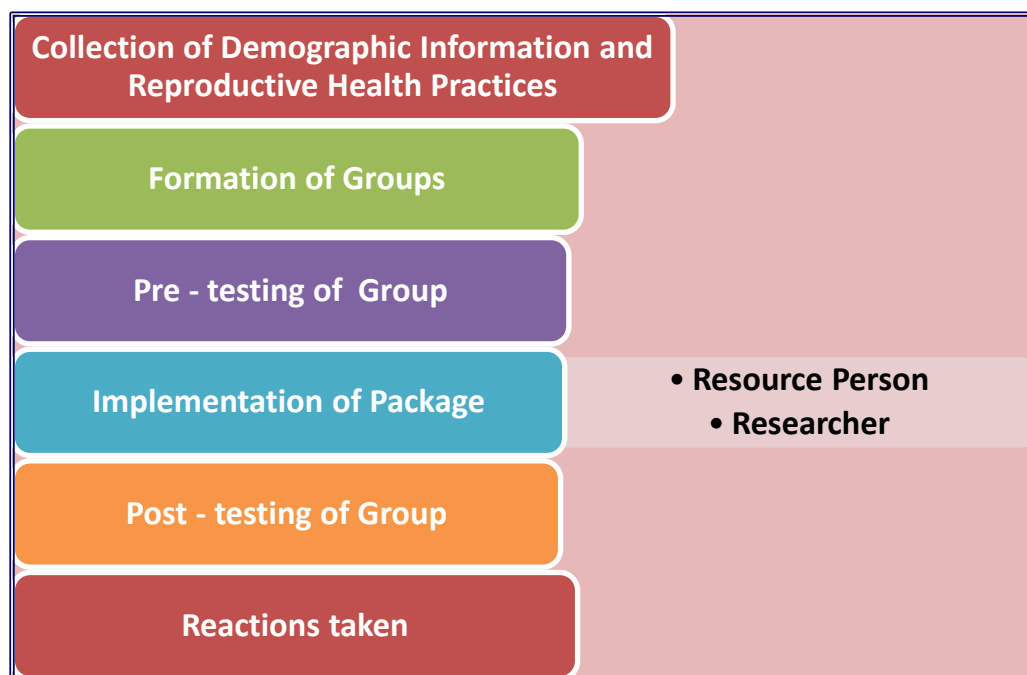 Collection of Demographic Information and
Reproductive Health Practices
Formation of Groups
Pre - testing of  Group
Implementation of Package
• Resource Person
• Researcher
Post - testing of Group
Reactions taken